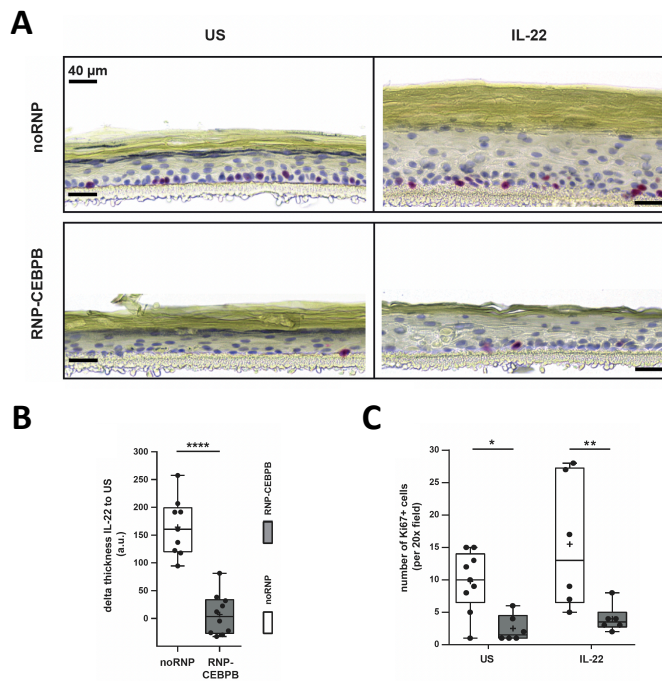 A
US
IL-22
noRNP
40 µm
RNP-CEBPB
B
delta thickness IL-22 to US
(a.u.)
300
250
200
150
100
50
0
****
noRNP
RNP-
CEBPB
RNP-CEBPB
noRNP
C
number of Ki67+ cells
(per 20x field)
30
25
20
15
10
5
0
*
**
US
IL-22